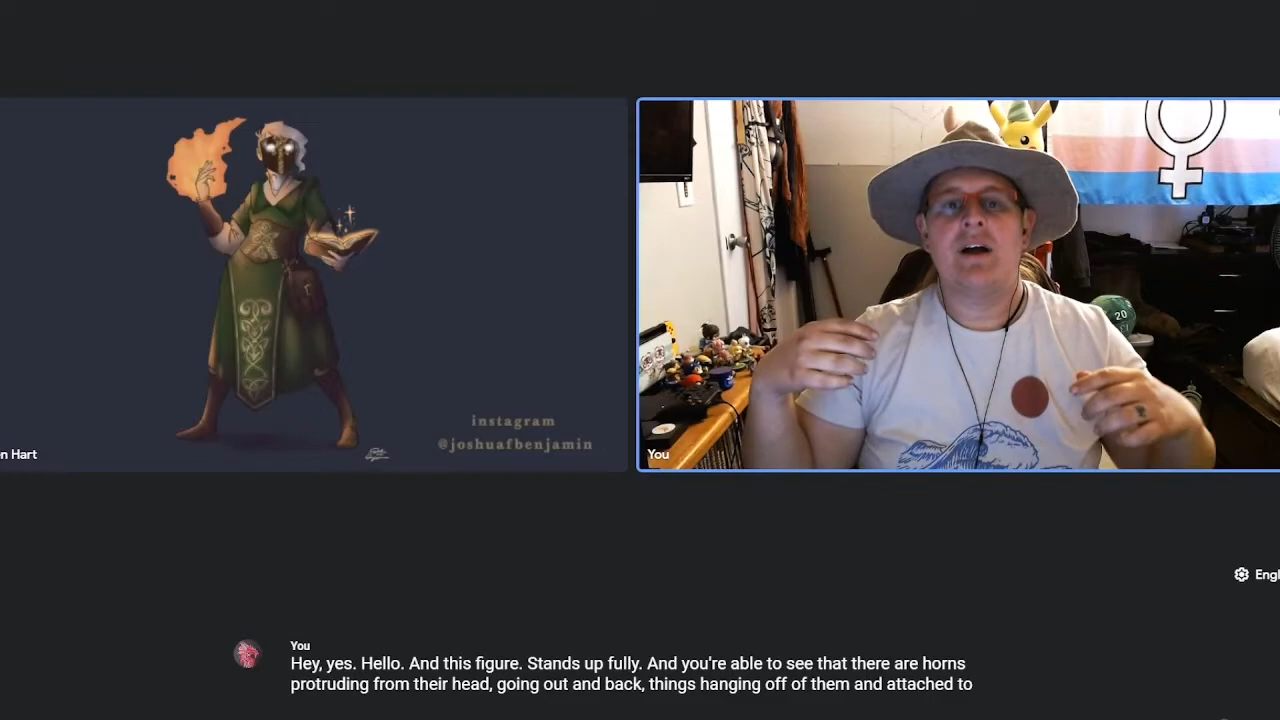 instagram
@joshuafbenjamin
n Hart
You
20
Engl
You
Hey, yes. Hello. And this figure. Stands up fully. And you're able to see that there are horns
protruding from their head, going out and back, things hanging off of them and attached to